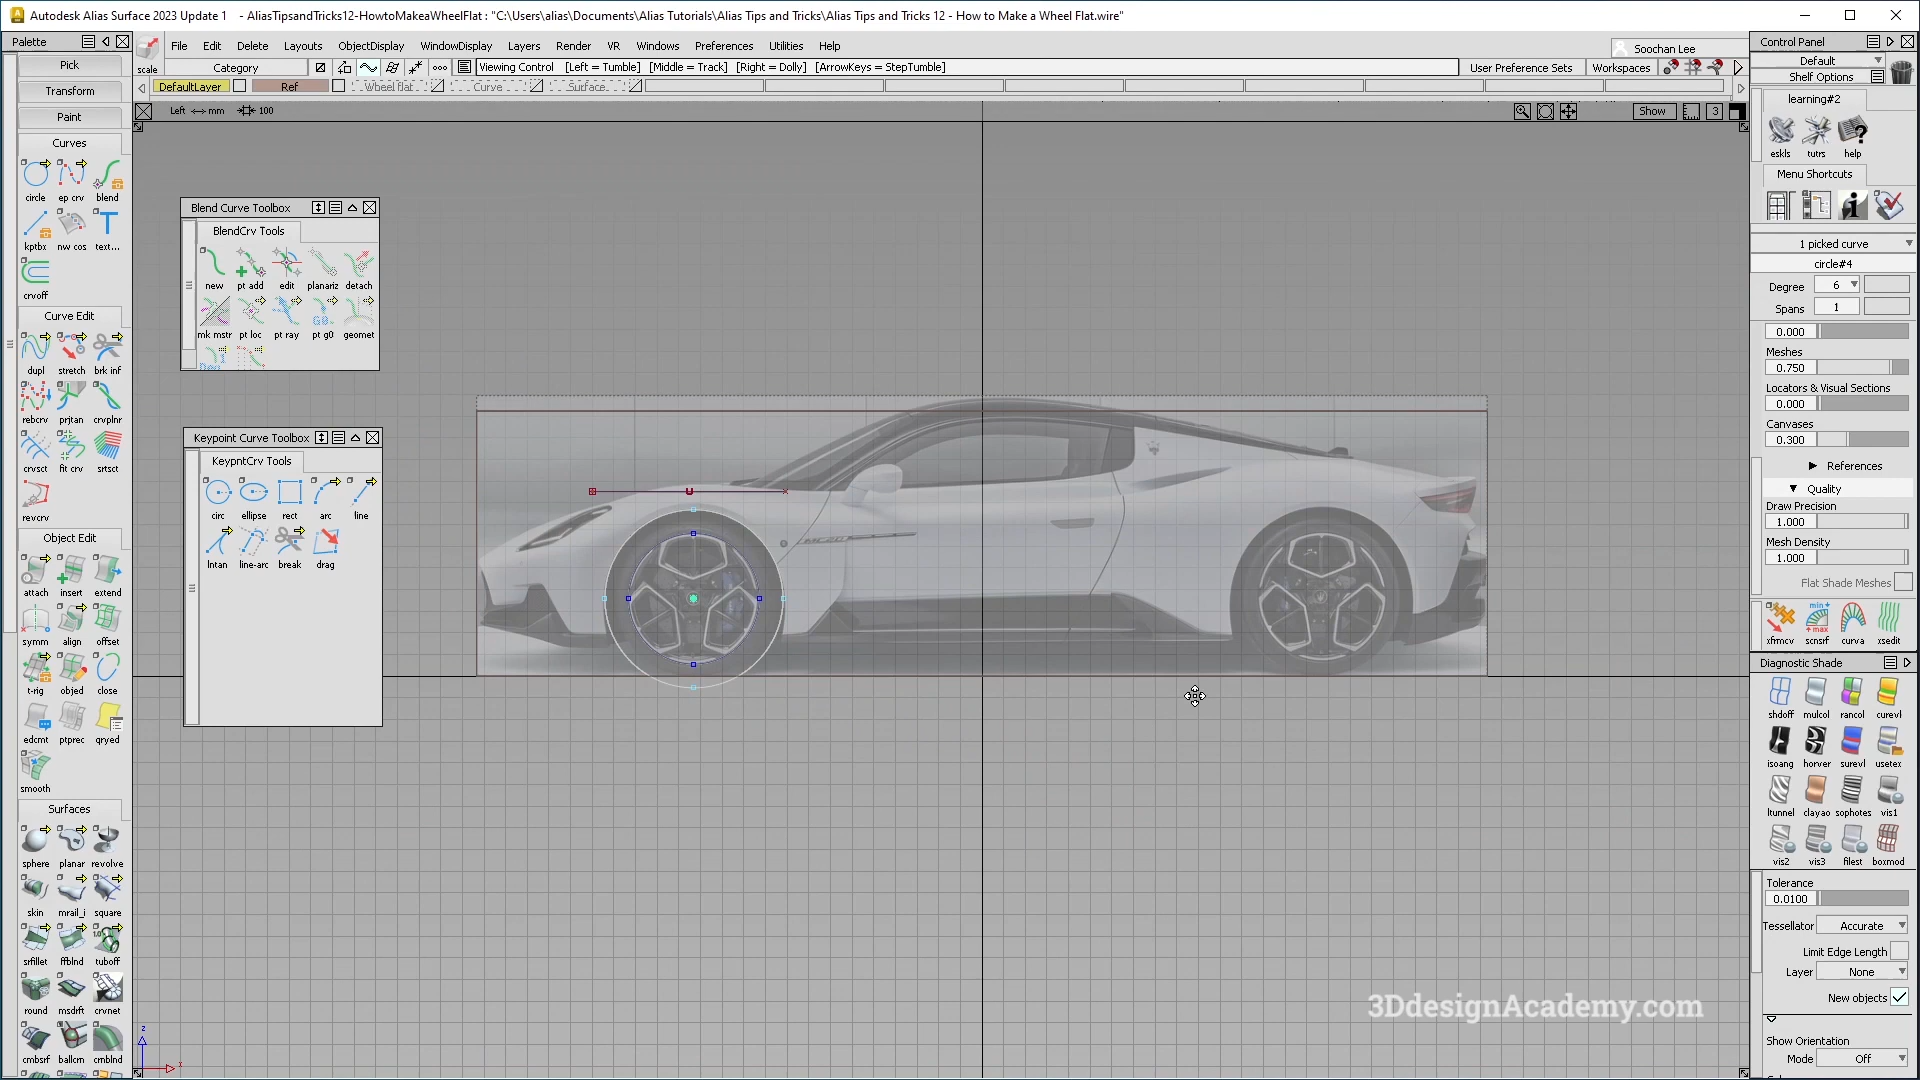 Autodesk Alias Surface 2023 Update 1 - AliasTipsandTricks12-HowtoMakeaWheelFlat : "C:\Users\alias\Documents\Alias Tutorials\Alias Tips and Tricks\Alias Tips and Tricks 12 - How to Make a Wheel Flat.wire"
Palette
File Edit Delete Layouts ObjectDisplay WindowDisplay Layers Render VR Windows Preferences Utilities Help
Soochan Lee
scale
Category
Viewing Control [Left = Tumble] [Middle = Track] [Right = Dolly] [ArrowKeys = StepTumble]
User Preference Sets
Workspaces
DefaultLayer
Ref
Wheel flat
Curve
Surface
Left <-> mm
100
Show
3
Pick
Transform
Paint
Curves
circle ep crv blend
kptbx nw cos text...
crvoff
Curve Edit
dupl stretch brk inf
rebcrv prjtan crvplnr
crvsct fit crv srtsct
revcrv
Object Edit
attach insert extend
symm align offset
t-rig objed close
edcmt ptprec qryed
smooth
Surfaces
sphere planar revolve
skin mrail_i square
srfillet ffblnd tuboff
round msdrft crvnet
cmbsrf ballcrn crnblnd
Blend Curve Toolbox
BlendCrv Tools
new pt add edit planariz detach
mk mstr pt loc pt ray pt g0 geomet
Keypoint Curve Toolbox
KeypntCrv Tools
circ ellipse rect arc line
lntan line-arc break drag
MC20
3DdesignAcademy.com
z
x
Control Panel
Default
Shelf Options
learning#2
eskls tutrs help
Menu Shortcuts
1 picked curve
circle#4
Degree 6
Spans 1
0.000
Meshes
0.750
Locators & Visual Sections
0.000
Canvases
0.300
References
Quality
Draw Precision
1.000
Mesh Density
1.000
Flat Shade Meshes
xfrmcv scnsrf curva xsedit
Diagnostic Shade
shdoff mulcol rancol curevl
isoang horver surevl usetex
ltunnel clayao sophotes vis1
vis2 vis3 filest boxmod
Tolerance
0.0100
Tessellator Accurate
Limit Edge Length
Layer None
New objects
Show Orientation
Mode Off